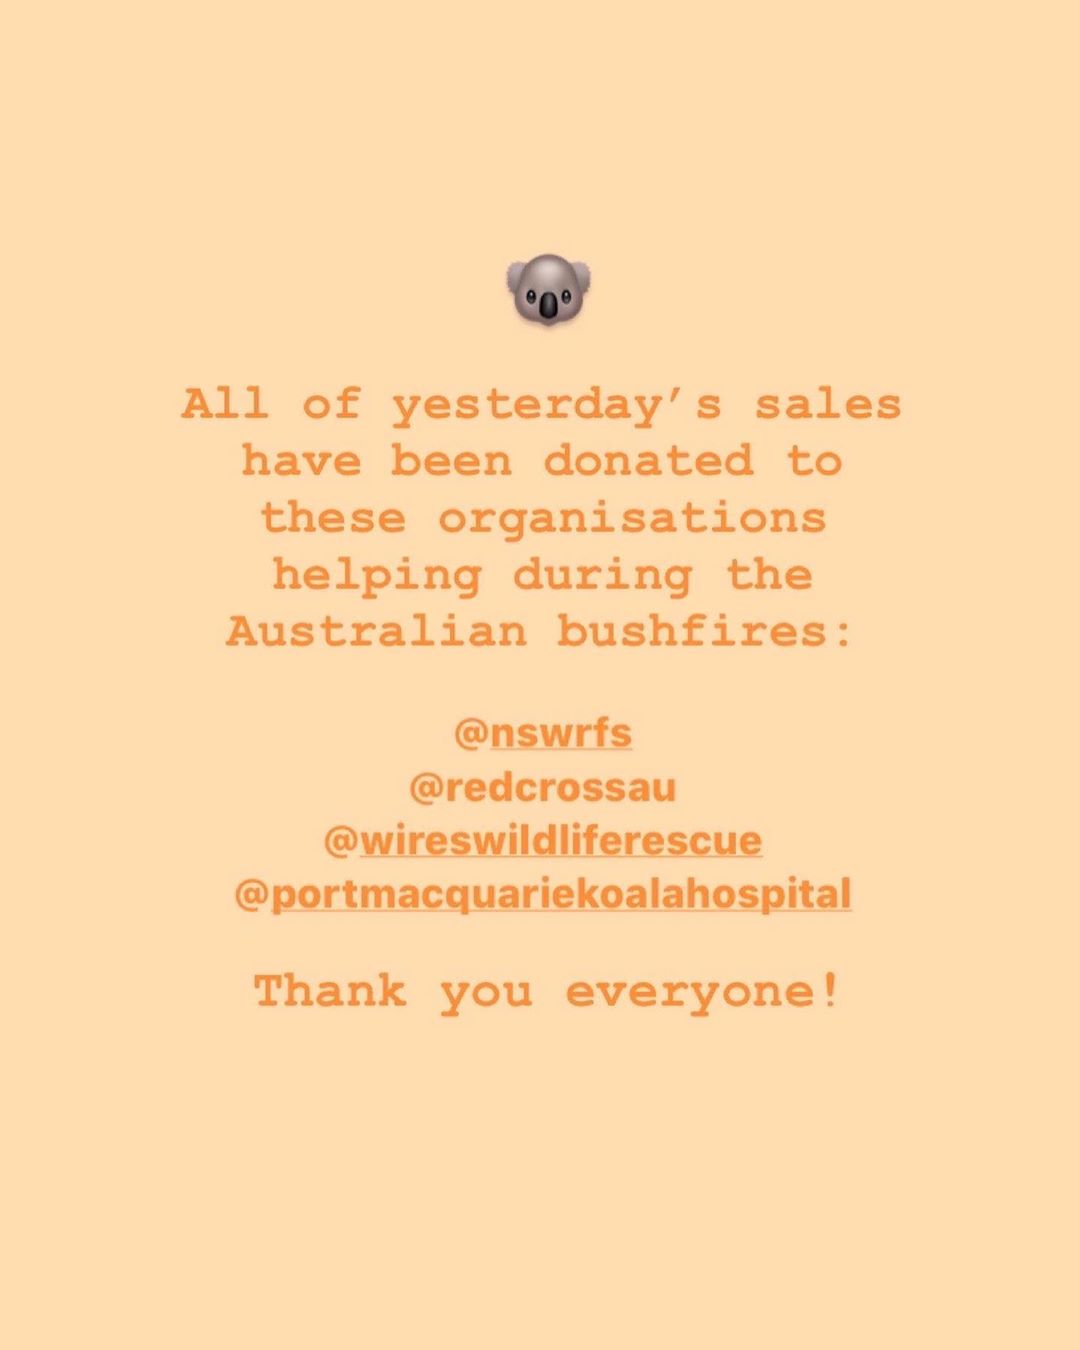 All of yesterday’s sales
have been donated to
these organisations
helping during the
Australian bushfires:
@nswrfs
@redcrossau
@wireswildliferescue
@portmacquariekoalahospital
Thank you everyone!